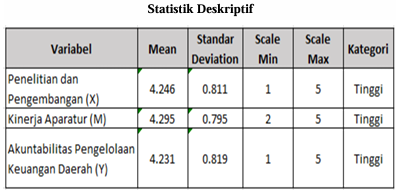 Statistik Deskriptif
Variabel Mean Standar Deviation Scale Min Scale Max Kategori
Penelitian dan Pengembangan (X) 4.246 0.811 1 5 Tinggi
Kinerja Aparatur (M) 4.295 0.795 2 5 Tinggi
Akuntabilitas Pengelolaan Keuangan Daerah (Y) 4.231 0.819 1 5 Tinggi